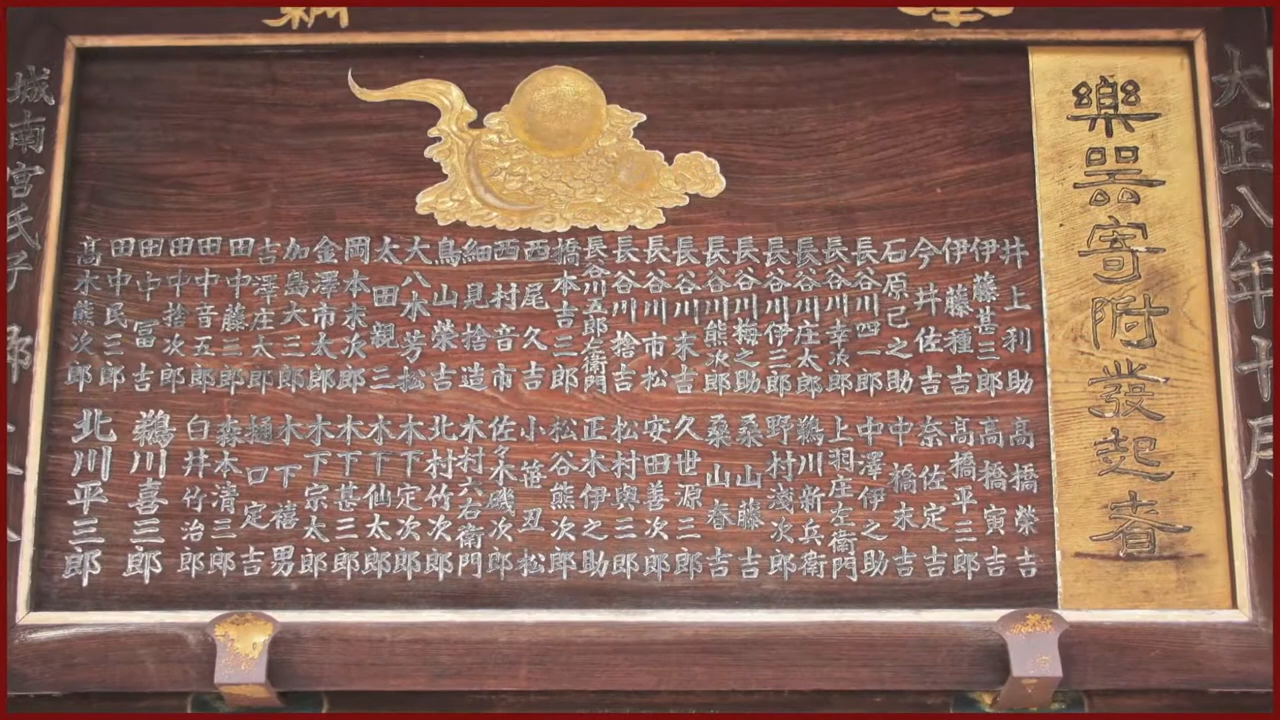 奉納
大正八年十月
樂器寄附發起者
井上利助
伊藤甚三郎
伊藤種吉
今井佐吉
石原己之助
長谷川四一郎
長谷川幸次郎
長谷川庄太郎
長谷川伊三郎
長谷川梅之助
長谷川熊次郎
長谷川末吉
長谷川市松
長谷川捨吉
長谷川五郎右衛門
橋本吉三郎
西尾久吉
西村音市
細見捨造
鳥山榮吉
大八木芳松
太田親三
岡本末次郎
金澤市太郎
加島大三郎
古澤庄太郎
田中藤二郎
田中音五郎
田中捨次郎
田中冨吉
田中民三郎
髙木熊次郎
髙橋榮吉
高橋寅吉
髙橋平三郎
奈佐定吉
中橋末吉
中澤伊之助
上羽庄左衛門
鵜川新兵衛
野村淺次郎
桑山藤吉
桑山春吉
久世源三郎
安田善次郎
松村與三郎
正木伊之助
松谷熊次郎
小笛丑松
佐々木磯次郎
木村六右衛門
北村竹次郎
木下定次郎
木下仙太郎
木下甚三郎
木下宗太郎
木下禧男
樋口定吉
森本清三郎
白井竹治郎
鵜川喜三郎
北川平三郎
城南宮氏子